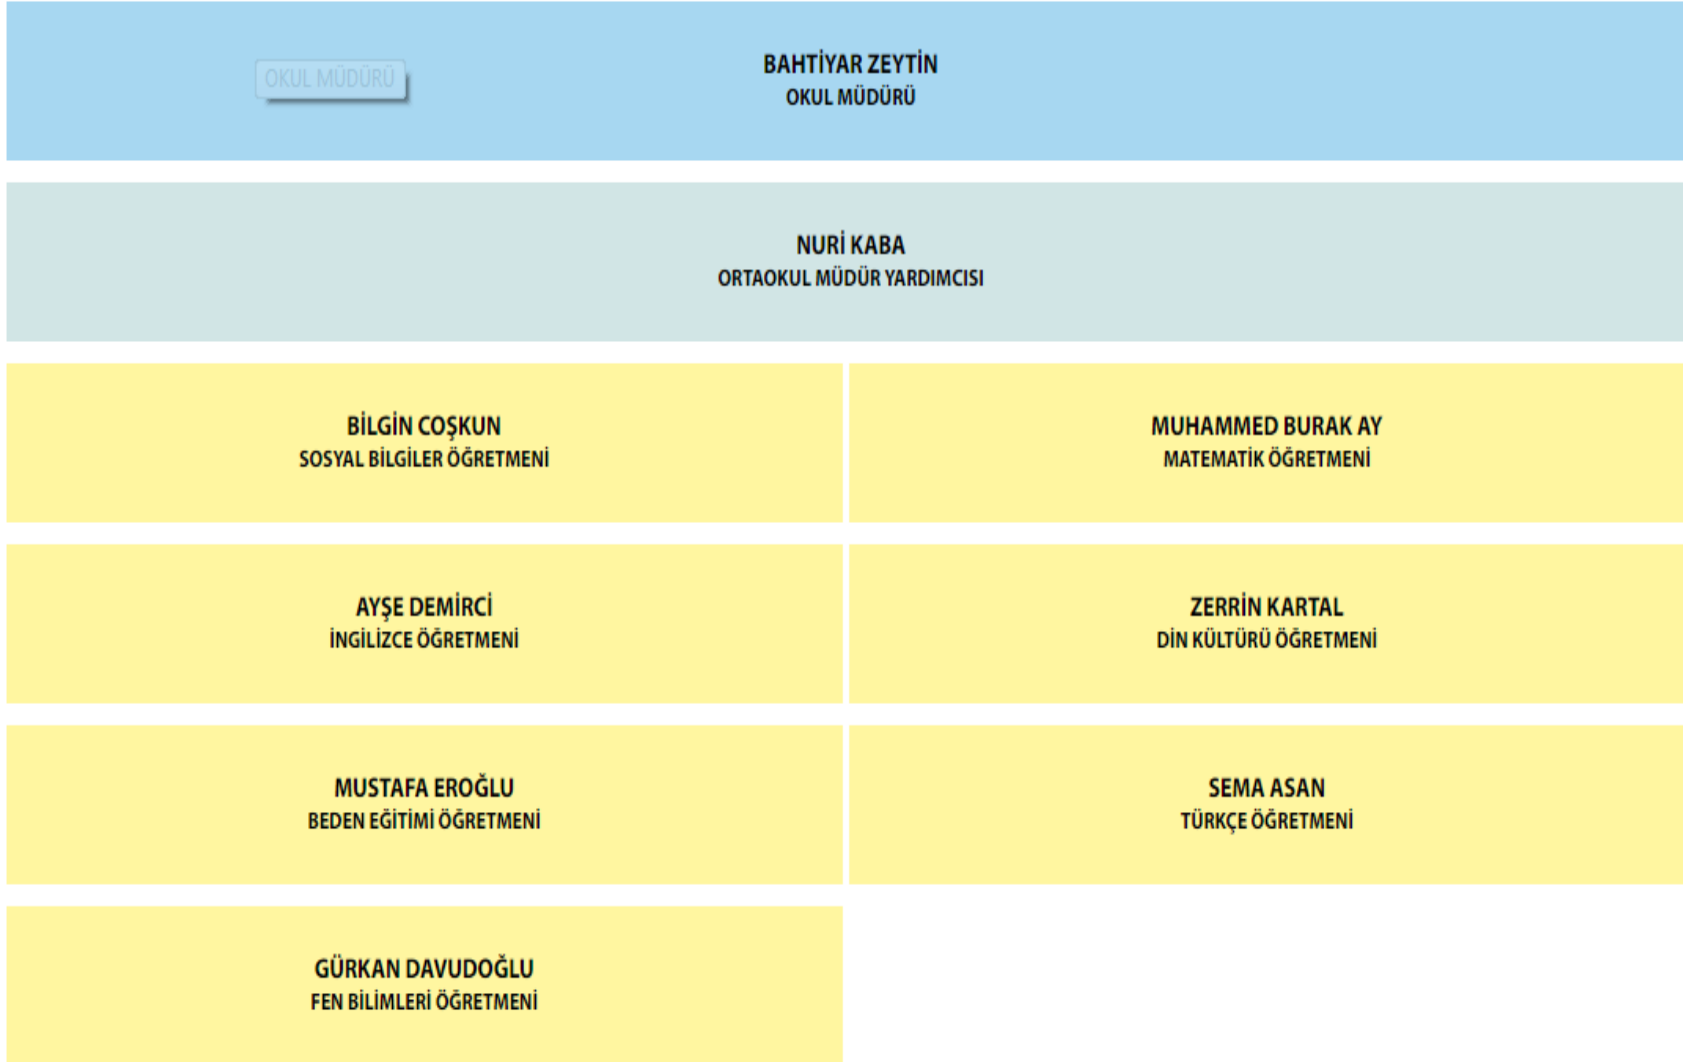 OKUL MÜDÜRÜ
BAHTİYAR ZEYTİN
OKUL MÜDÜRÜ
NURİ KABA
ORTAOKUL MÜDÜR YARDIMCISI
BİLGİN COŞKUN
SOSYAL BİLGİLER ÖĞRETMENİ
MUHAMMED BURAK AY
MATEMATİK ÖĞRETMENİ
AYŞE DEMİRCİ
İNGİLİZCE ÖĞRETMENİ
ZERRİN KARTAL
DİN KÜLTÜRÜ ÖĞRETMENİ
MUSTAFA EROĞLU
BEDEN EĞİTİMİ ÖĞRETMENİ
SEMA ASAN
TÜRKÇE ÖĞRETMENİ
GÜRKAN DAVUDOĞLU
FEN BİLİMLERİ ÖĞRETMENİ